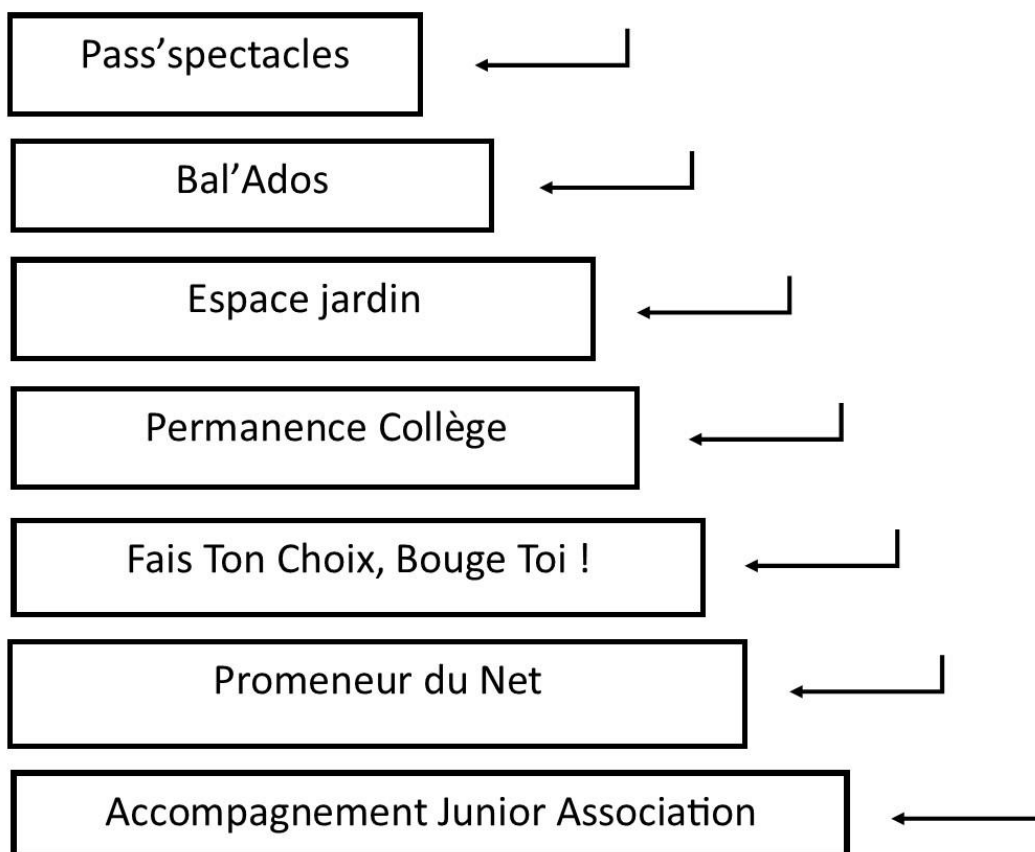 Pass’spectacles
Bal’Ados
Espace jardin
Permanence Collège
Fais Ton Choix, Bouge Toi !
Promeneur du Net
Accompagnement Junior Association